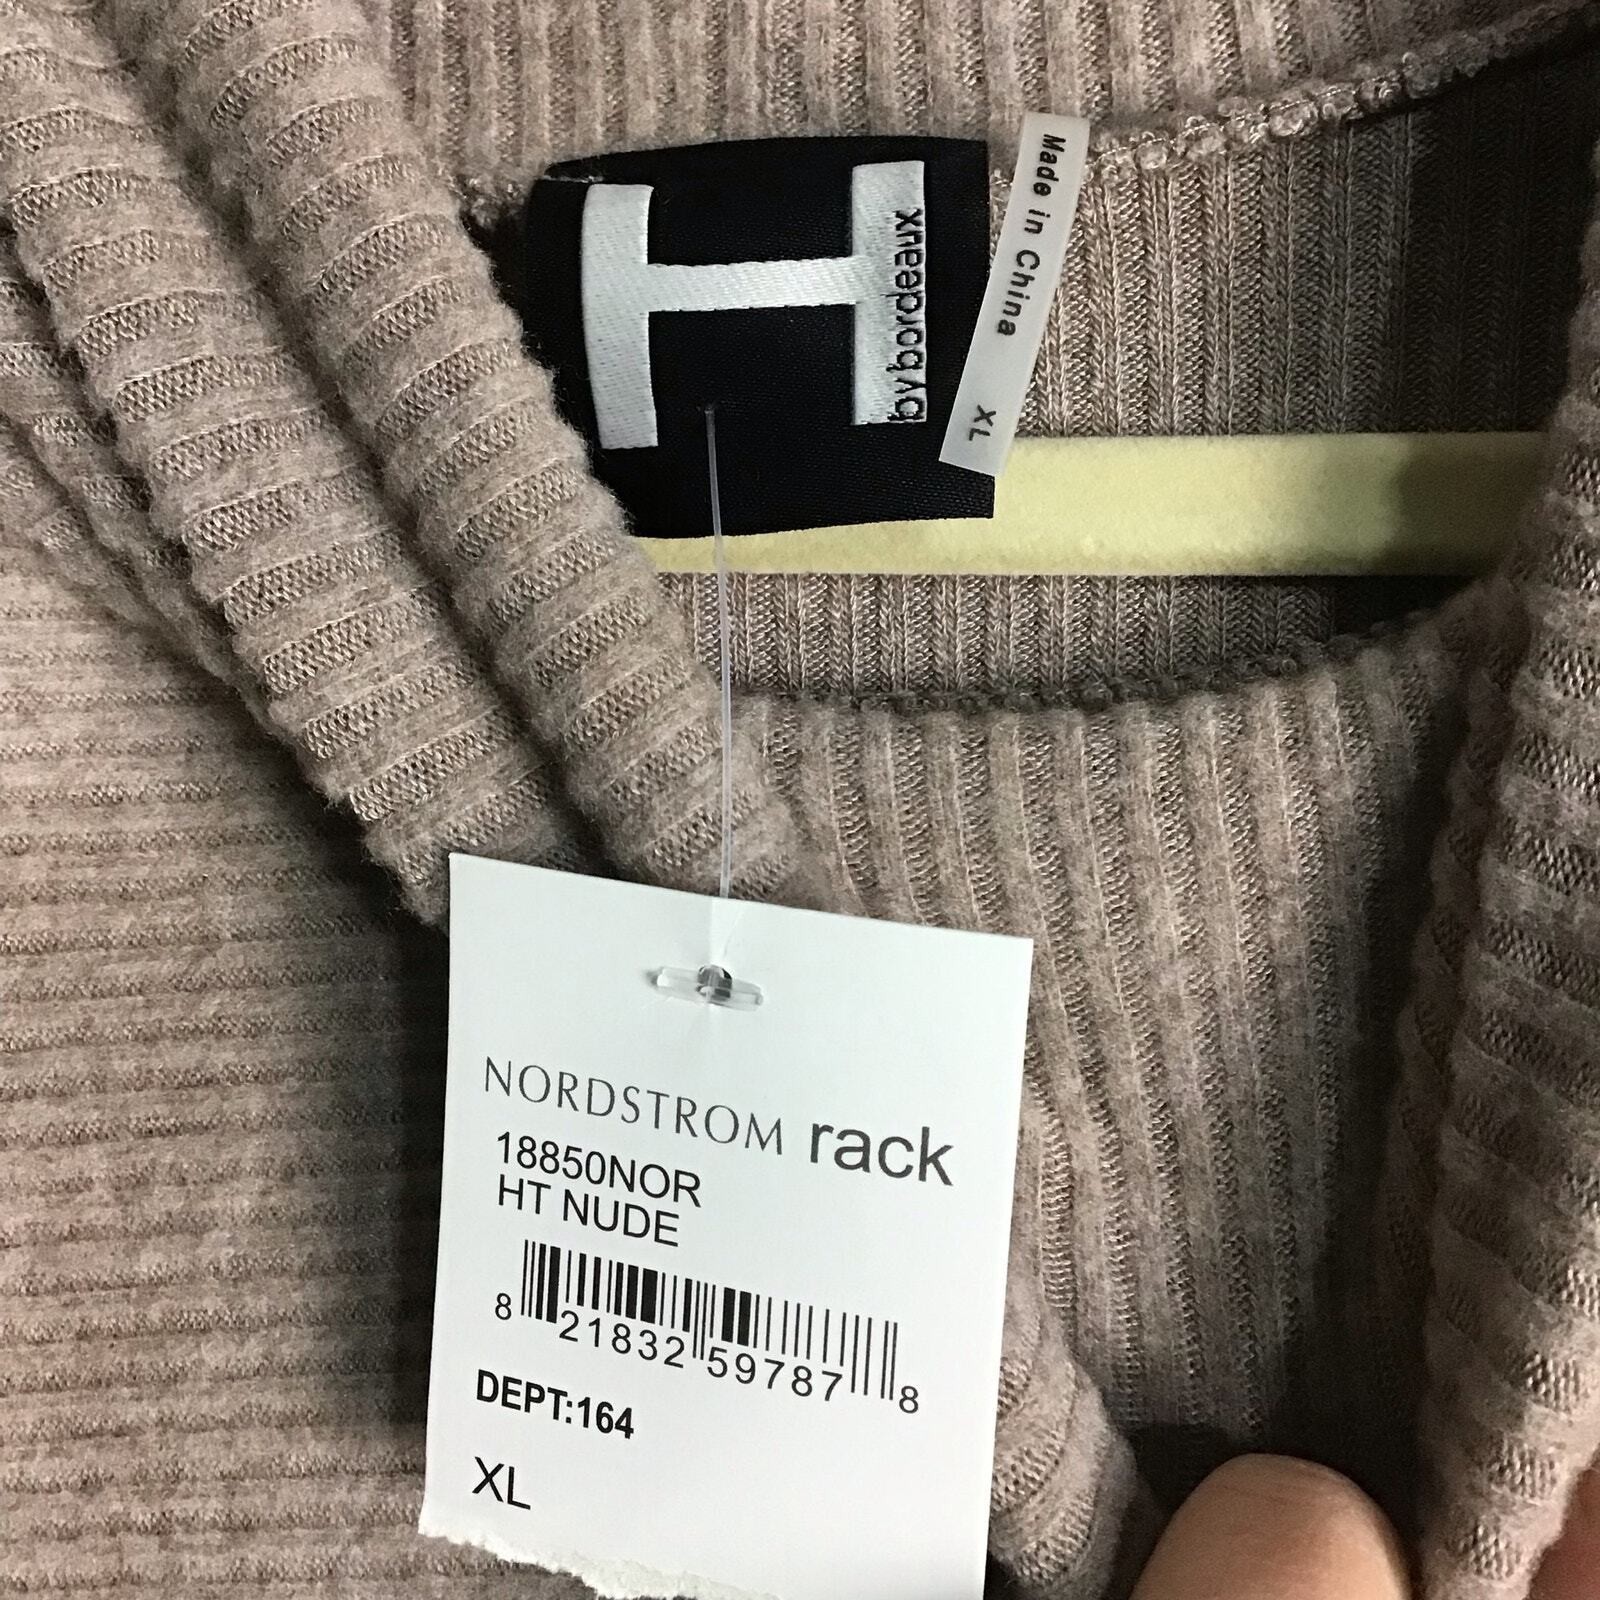 H
bybordeaux
Made in China
XL
NORDSTROM rack
18850NOR
HT NUDE
8 21832 59787 8
DEPT:164
XL